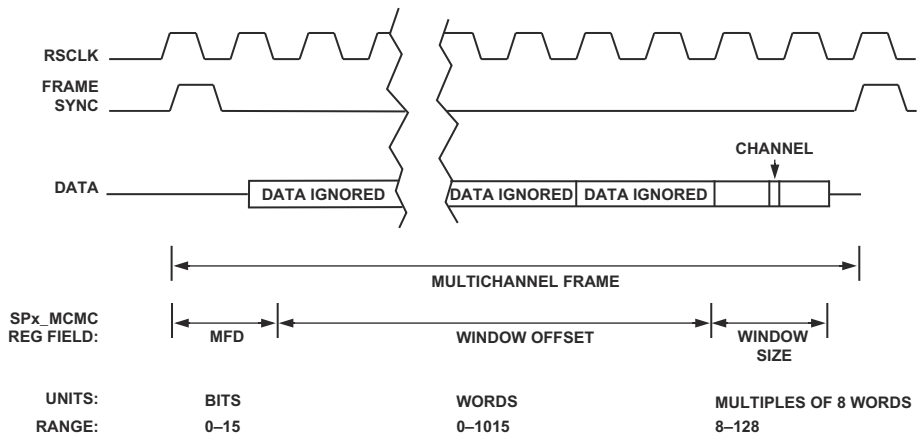 RSCLK
FRAME
SYNC
CHANNEL
DATA
DATA IGNORED
DATA IGNORED
DATA IGNORED
MULTICHANNEL FRAME
SPx_MCMC
REG FIELD:
MFD
WINDOW OFFSET
WINDOW
SIZE
UNITS:
BITS
WORDS
MULTIPLES OF 8 WORDS
RANGE:
0–15
0–1015
8–128